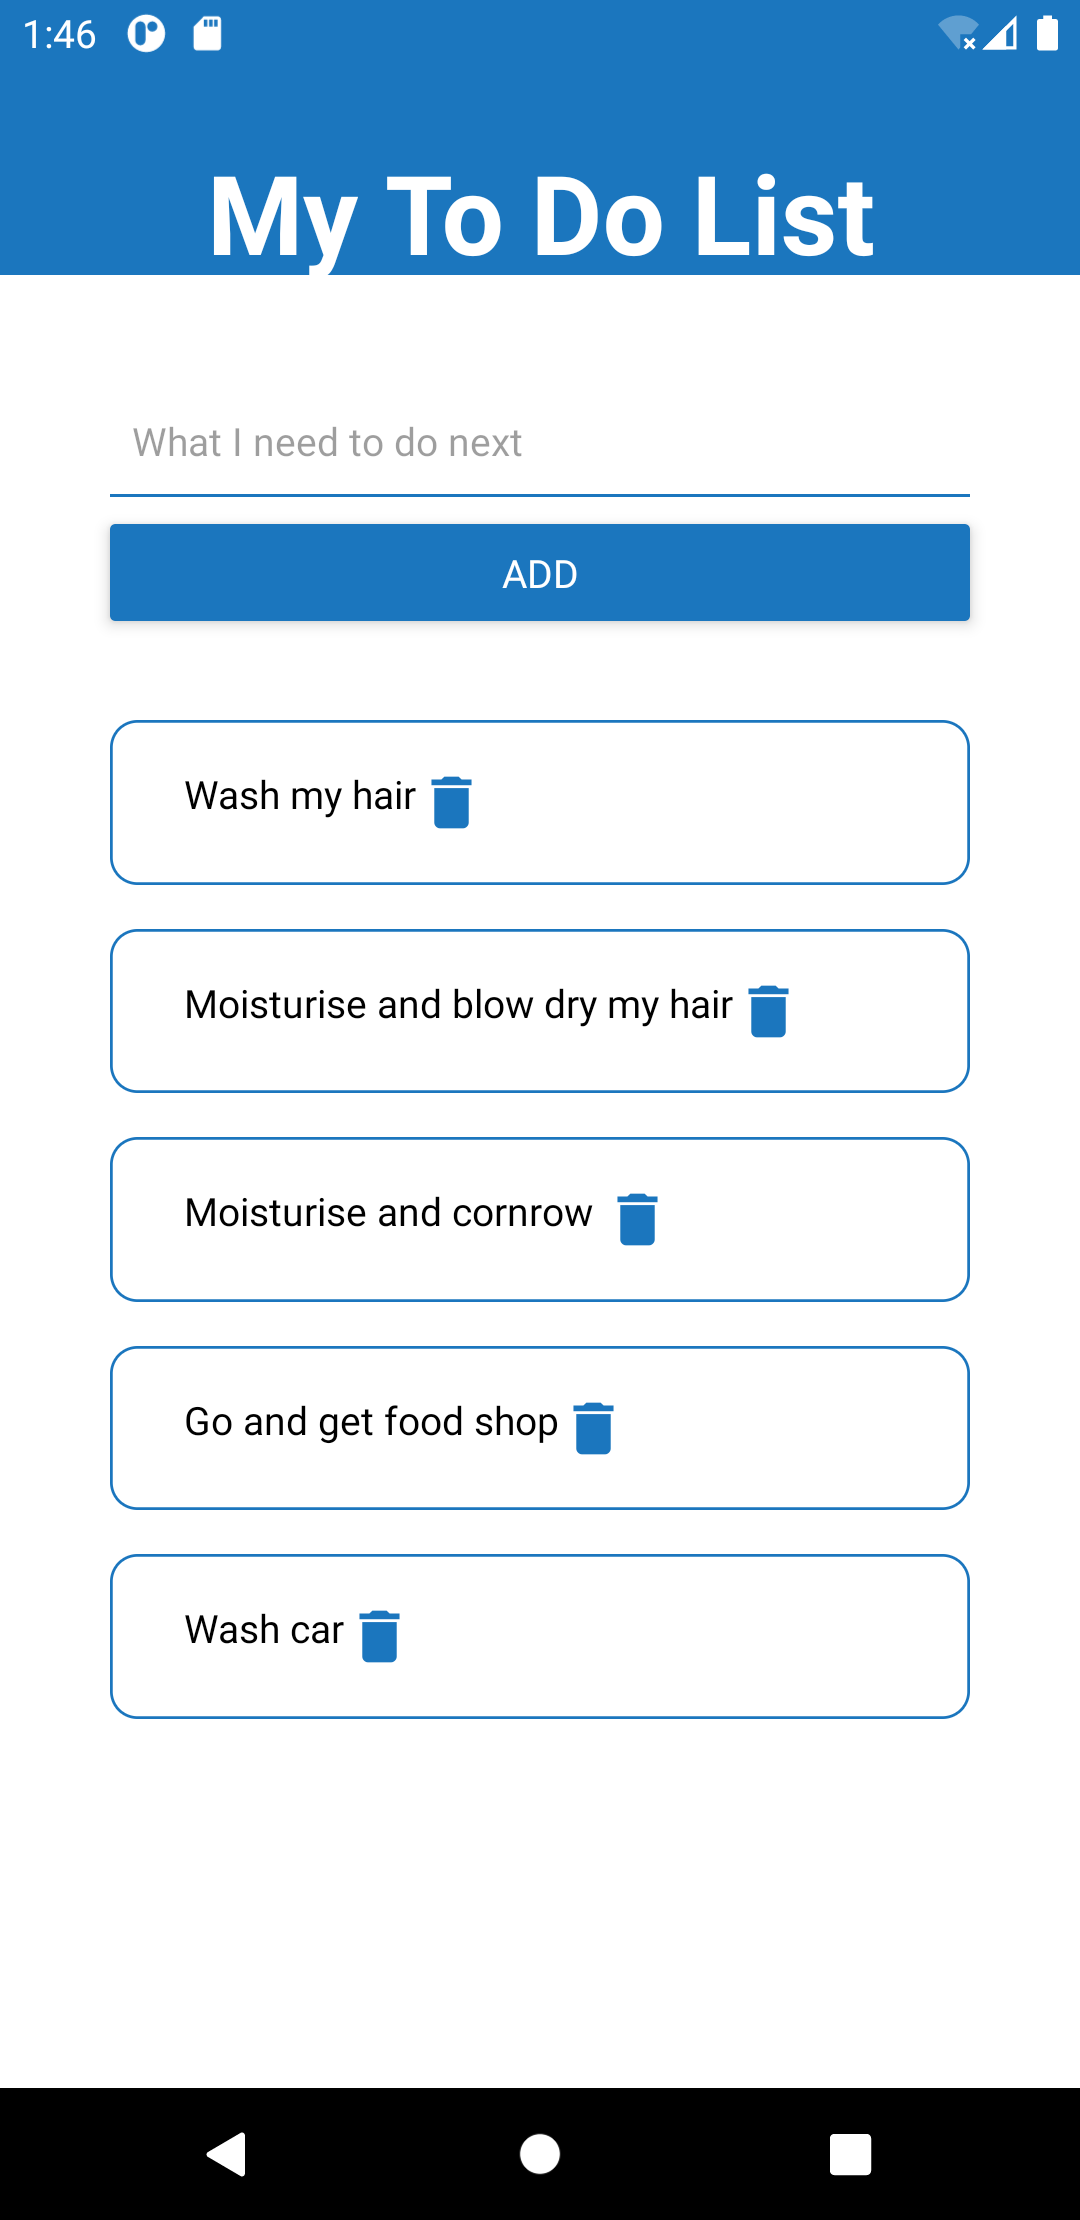 1:46
My To Do List
What I need to do next
ADD
Wash my hair
Moisturise and blow dry my hair
Moisturise and cornrow
Go and get food shop
Wash car